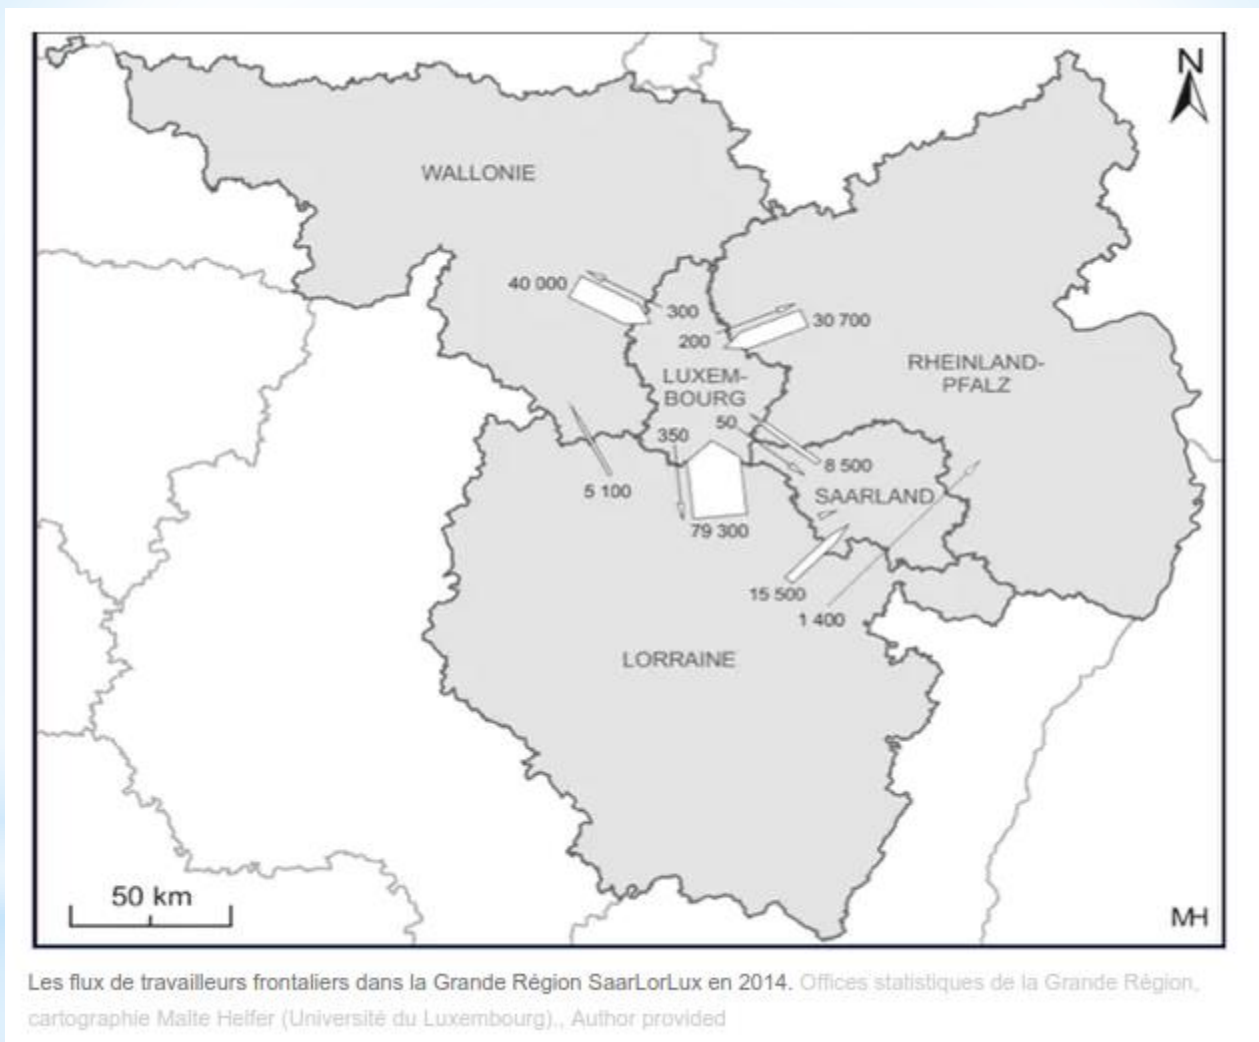 N
WALLONIE
40 000
300
200
30 700
RHEINLAND-
PFALZ
LUXEM-
BOURG
350
50
8 500
5 100
SAARLAND
79 300
15 500
1 400
LORRAINE
50 km
MH
Les flux de travailleurs frontaliers dans la Grande Région SaarLorLux en 2014. Offices statistiques de la Grande Région,
cartographie Malte Helfer (Université du Luxembourg)., Author provided